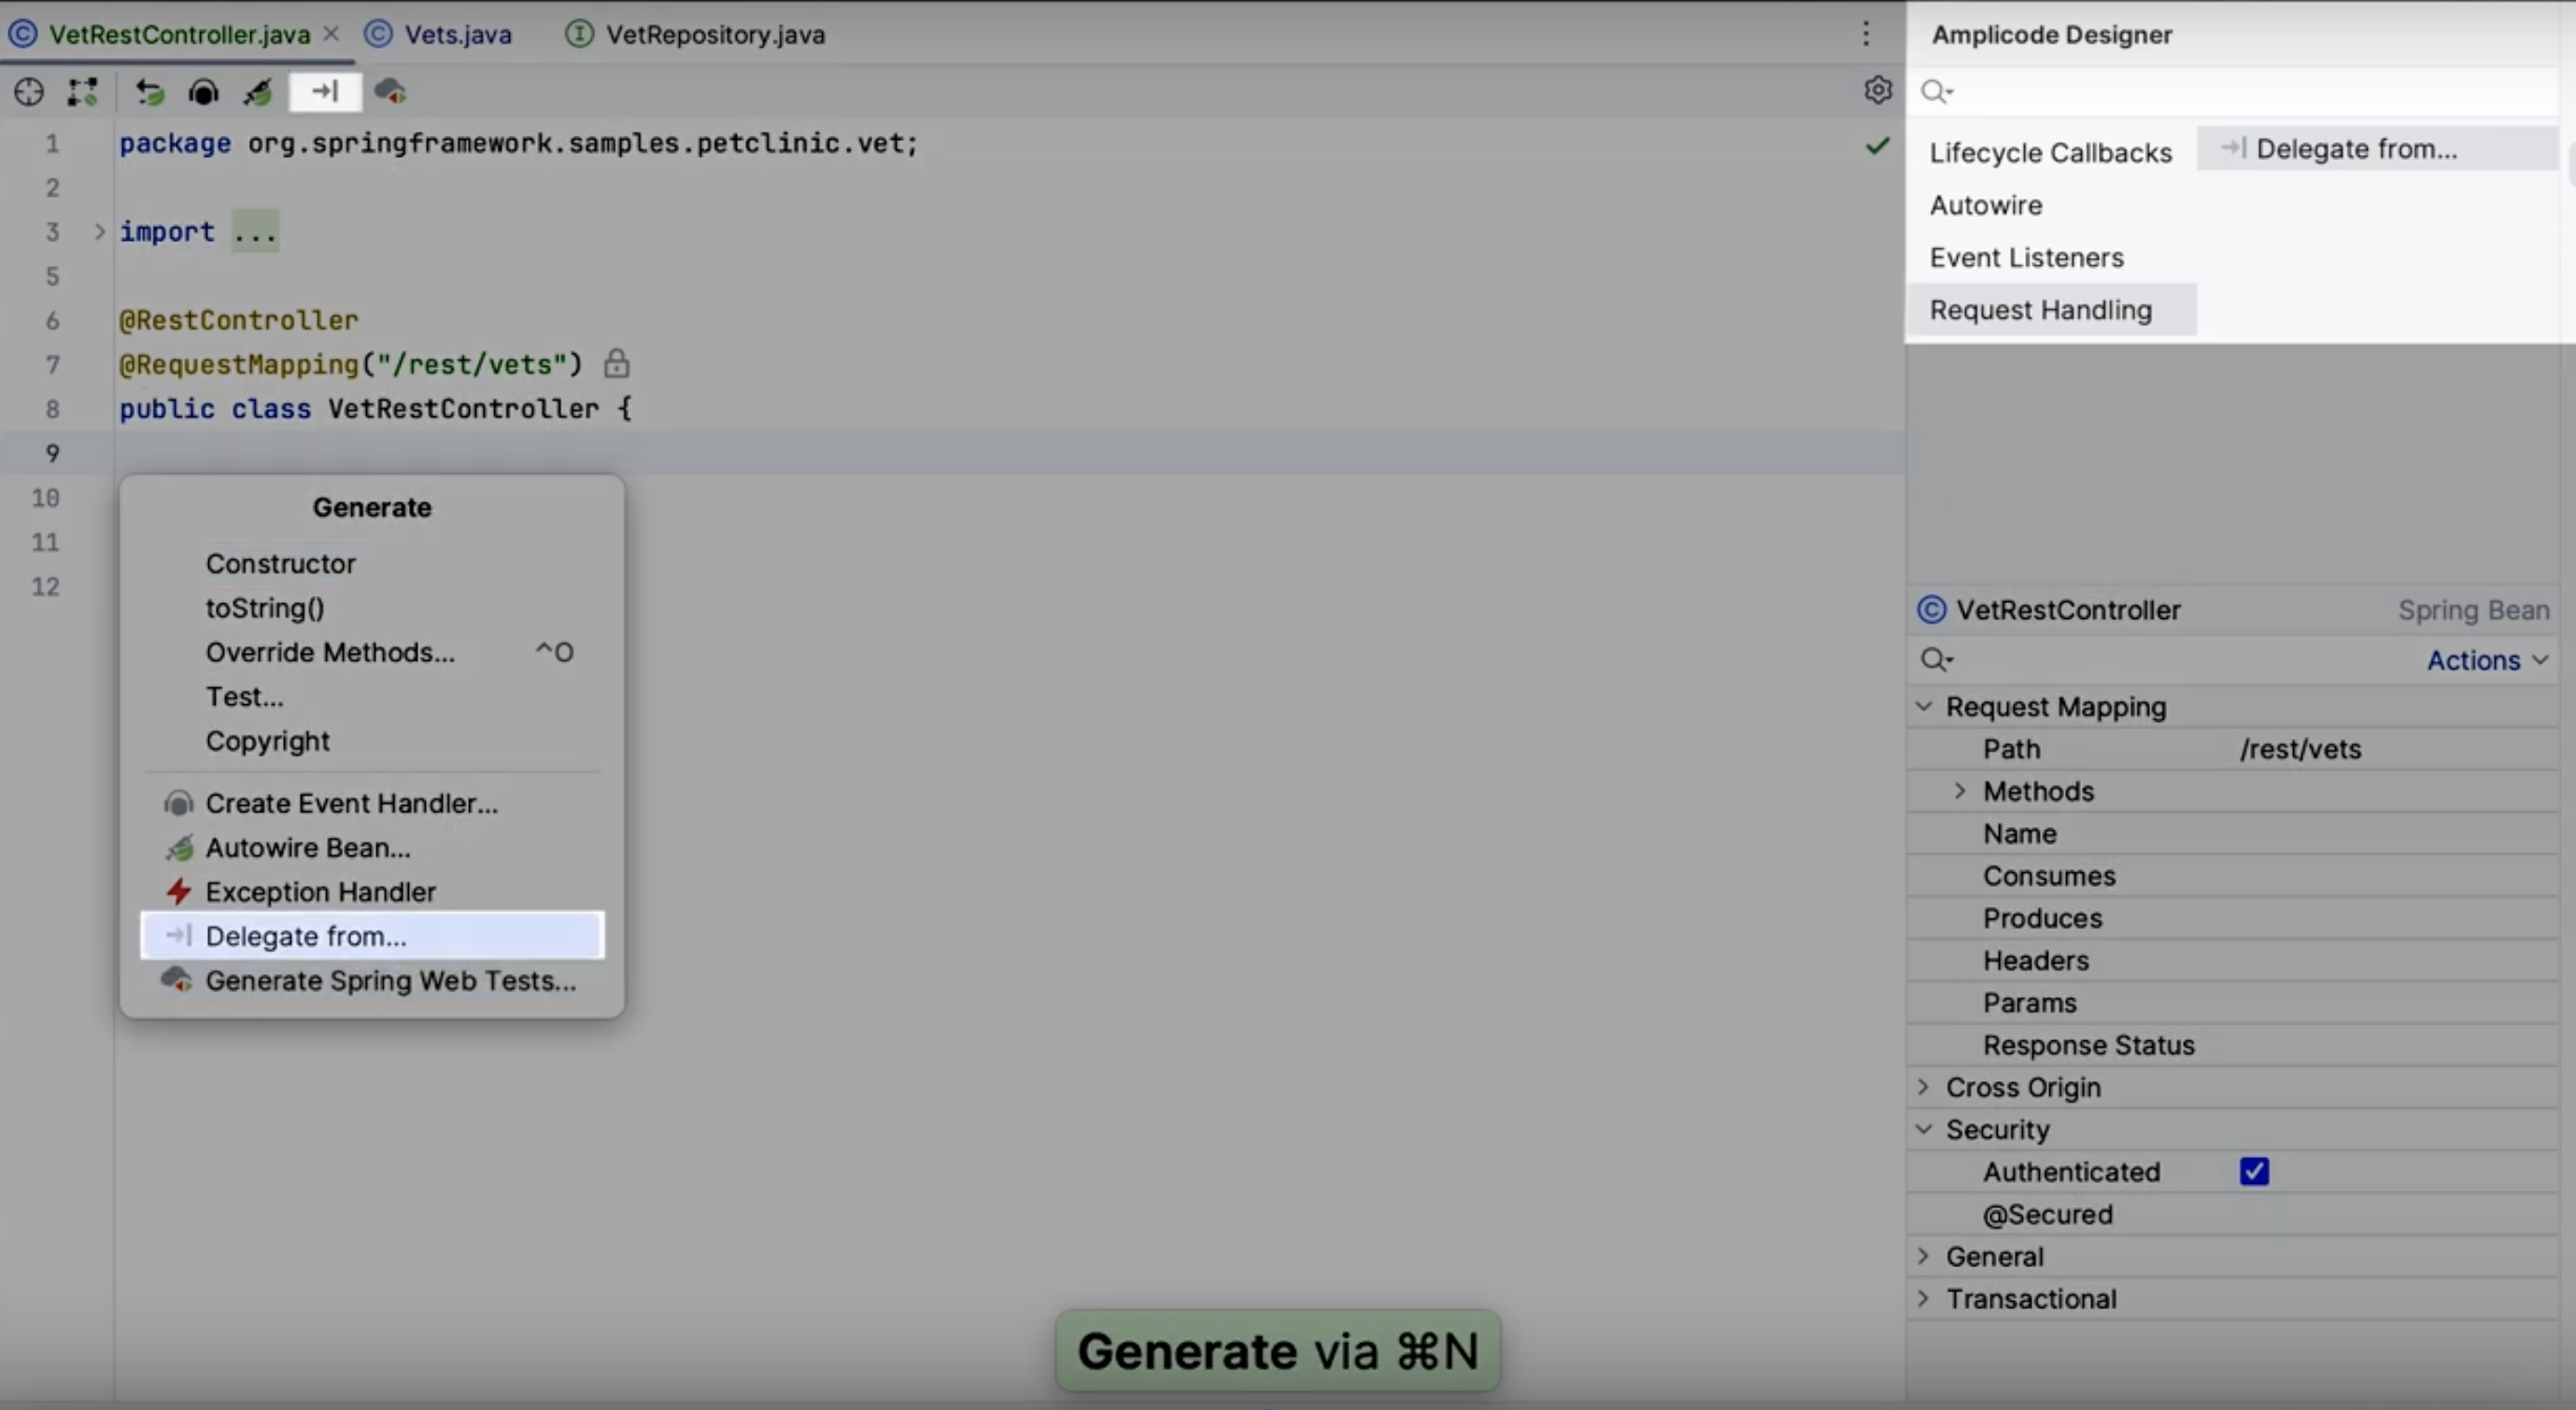 VetRestController.java
Vets.java
VetRepository.java
1 package org.springframework.samples.petclinic.vet;
2
3 import ...
5
6 @RestController
7 @RequestMapping("/rest/vets")
8 public class VetRestController {
9
10
11
12
Generate
Constructor
toString()
Override Methods... ^O
Test...
Copyright
Create Event Handler...
Autowire Bean...
Exception Handler
Delegate from...
Generate Spring Web Tests...
Generate via ⌘N
Amplicode Designer
Lifecycle Callbacks
Autowire
Event Listeners
Request Handling
Delegate from...
VetRestController Spring Bean
Actions
Request Mapping
Path /rest/vets
Methods
Name
Consumes
Produces
Headers
Params
Response Status
Cross Origin
Security
Authenticated
@Secured
General
Transactional